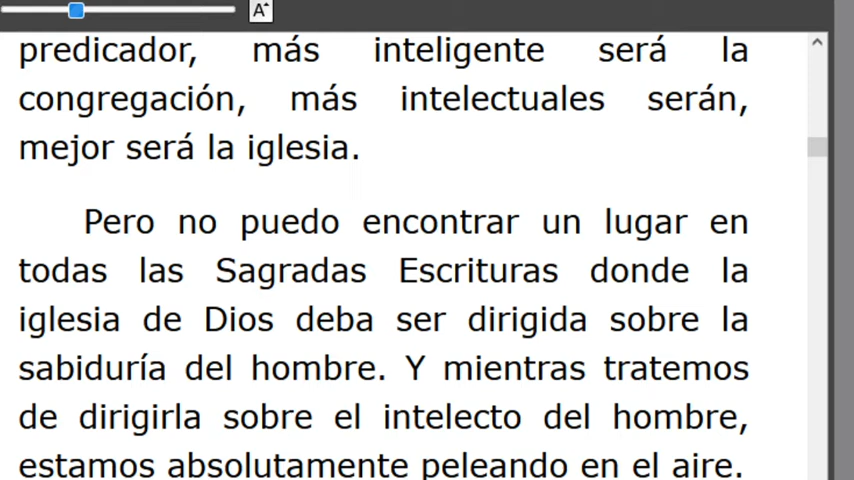 A
predicador, más inteligente será la
congregación, más intelectuales serán,
mejor será la iglesia.
Pero no puedo encontrar un lugar en
todas las Sagradas Escrituras donde la
iglesia de Dios deba ser dirigida sobre la
sabiduría del hombre. Y mientras tratemos
de dirigirla sobre el intelecto del hombre,
estamos absolutamente peleando en el aire.